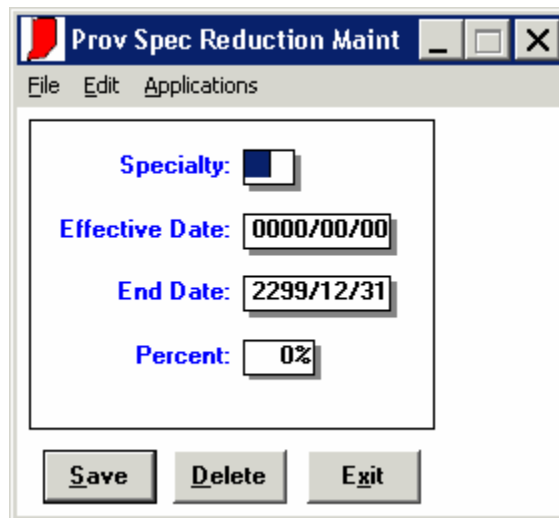 Prov Spec Reduction Maint
File Edit Applications
Specialty:
Effective Date: 0000/00/00
End Date: 2299/12/31
Percent: 0%
Save Delete Exit